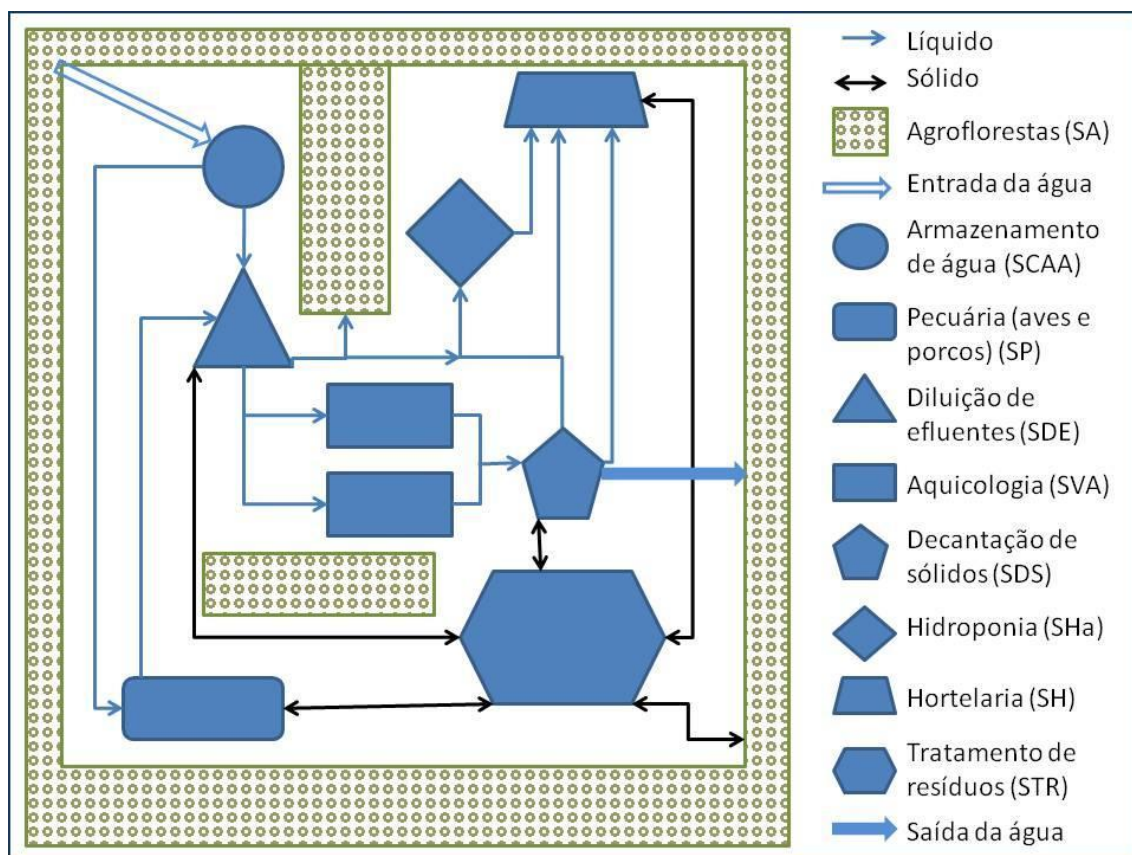 Líquido
Sólido
Agroflorestas (SA)
Entrada da água
Armazenamento
de água (SCAA)
Pecuária (aves e
porcos) (SP)
Diluição de
efluentes (SDE)
Aquicologia (SVA)
Decantação de
sólidos (SDS)
Hidroponia (SHa)
Hortelaria (SH)
Tratamento de
resíduos (STR)
Saída da água